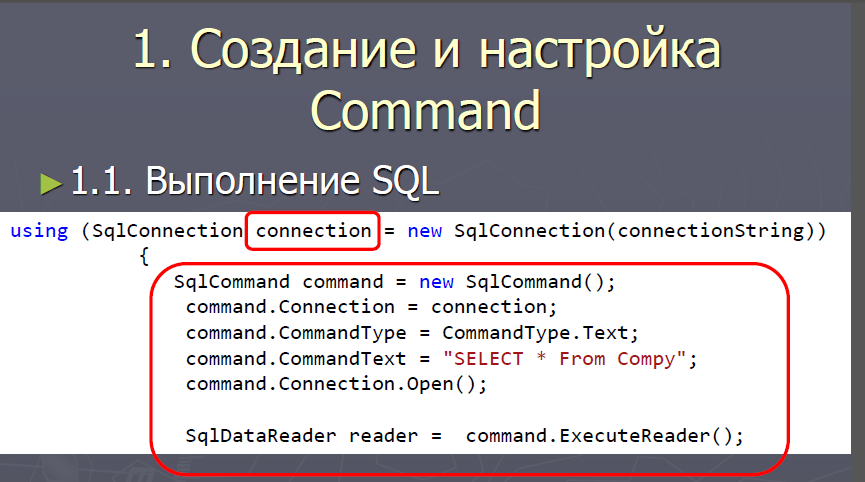 1. Создание и настройка
Command
►1.1. Выполнение SQL
using (SqlConnection connection = new SqlConnection(connectionString))
{
SqlCommand command = new SqlCommand();
command.Connection = connection;
command.CommandType = CommandType.Text;
command.CommandText = "SELECT * From Compy";
command.Connection.Open();
SqlDataReader reader =  command.ExecuteReader();